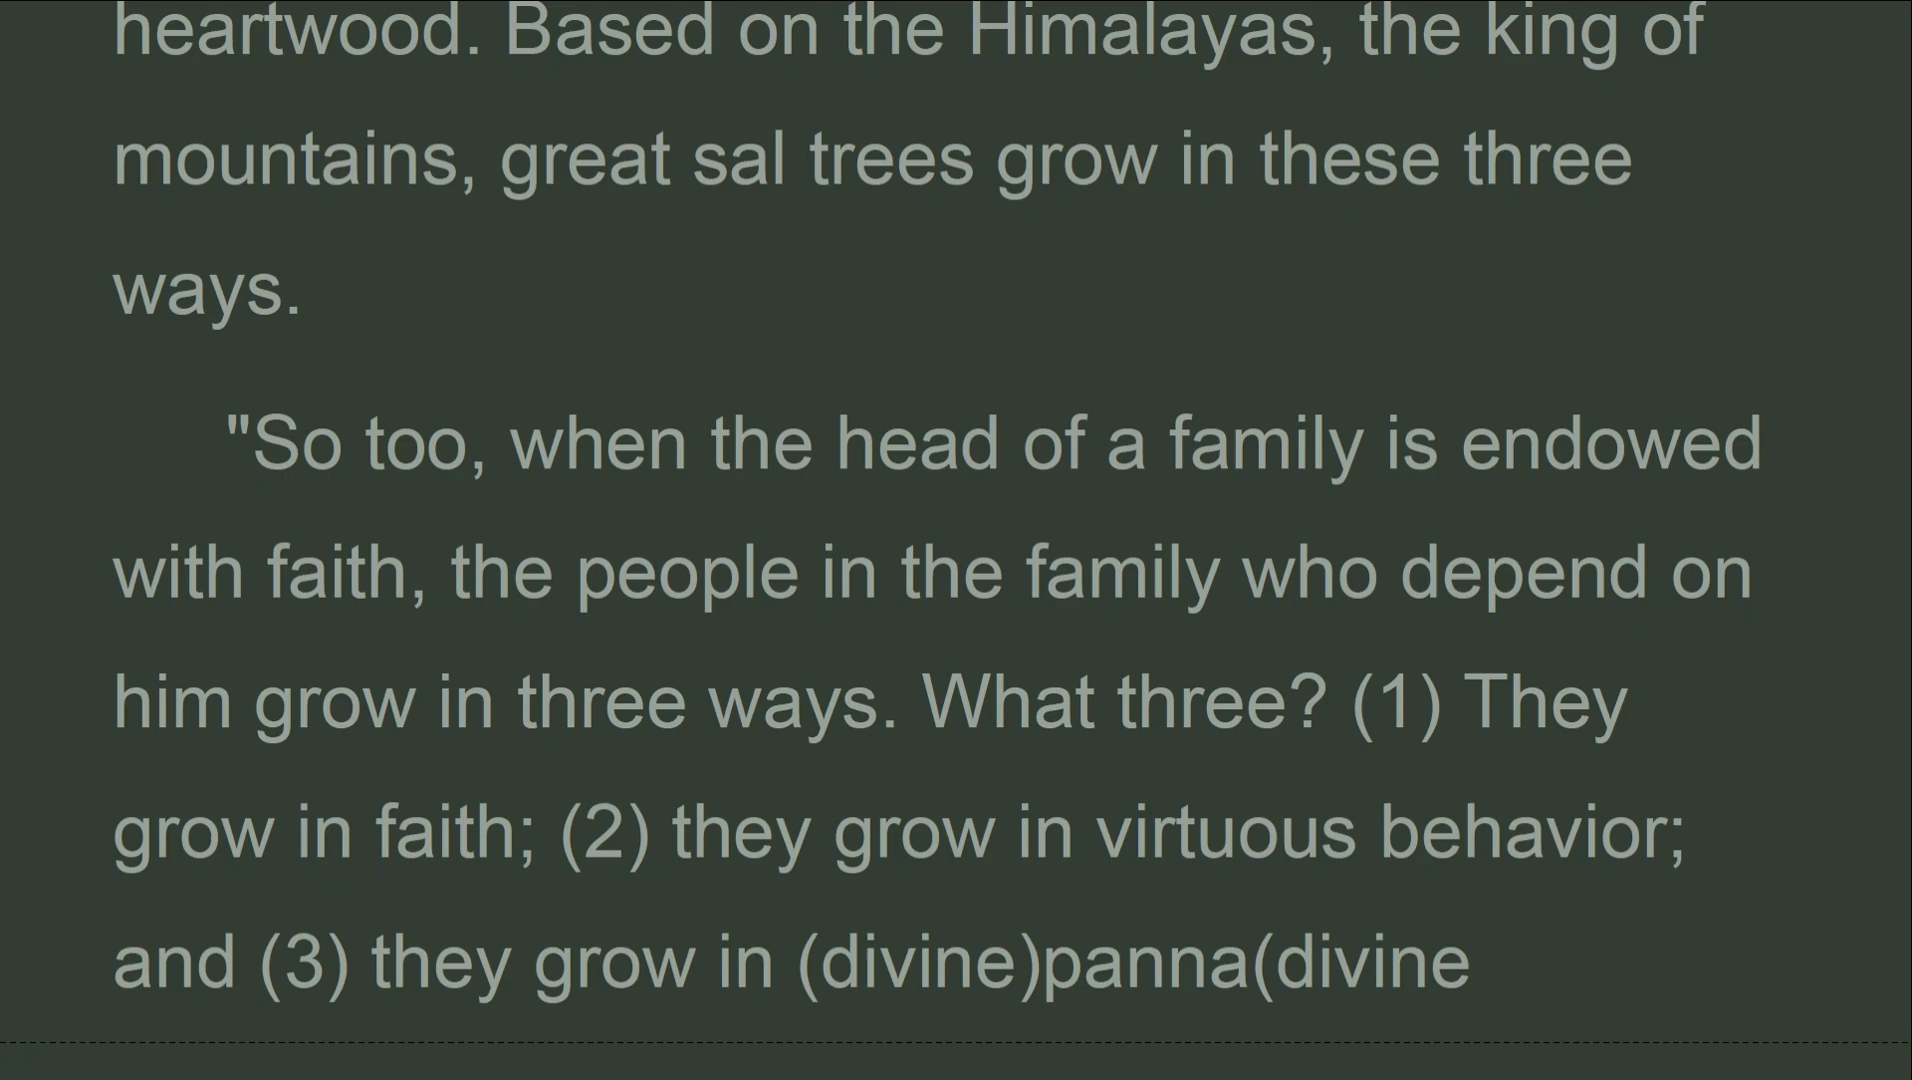 heartwood. Based on the Himalayas, the king of
mountains, great sal trees grow in these three
ways.
"So too, when the head of a family is endowed
with faith, the people in the family who depend on
him grow in three ways. What three? (1) They
grow in faith; (2) they grow in virtuous behavior;
and (3) they grow in (divine)panna(divine